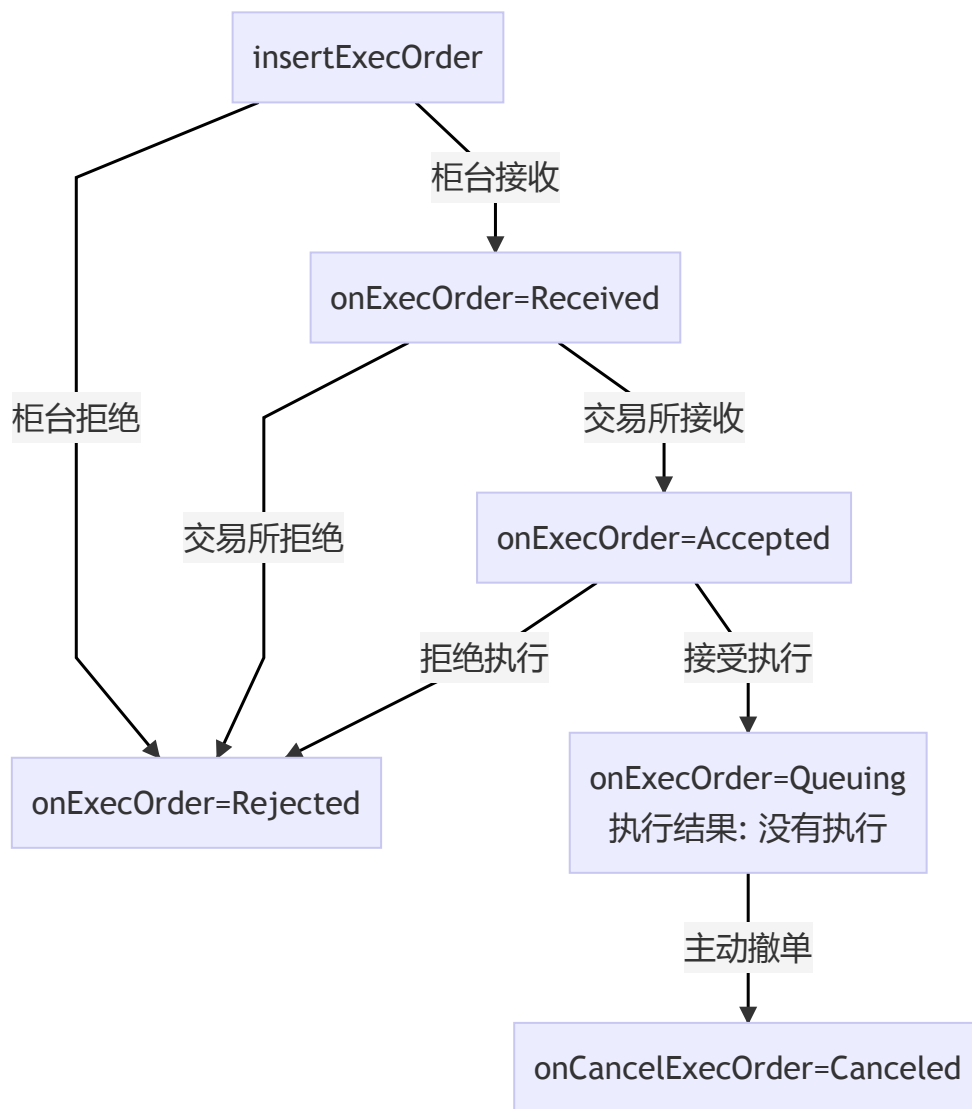 insertExecOrder
柜台接收
onExecOrder=Received
柜台拒绝
交易所接收
交易所拒绝
onExecOrder=Accepted
拒绝执行
接受执行
onExecOrder=Rejected
onExecOrder=Queuing
执行结果: 没有执行
主动撤单
onCancelExecOrder=Canceled